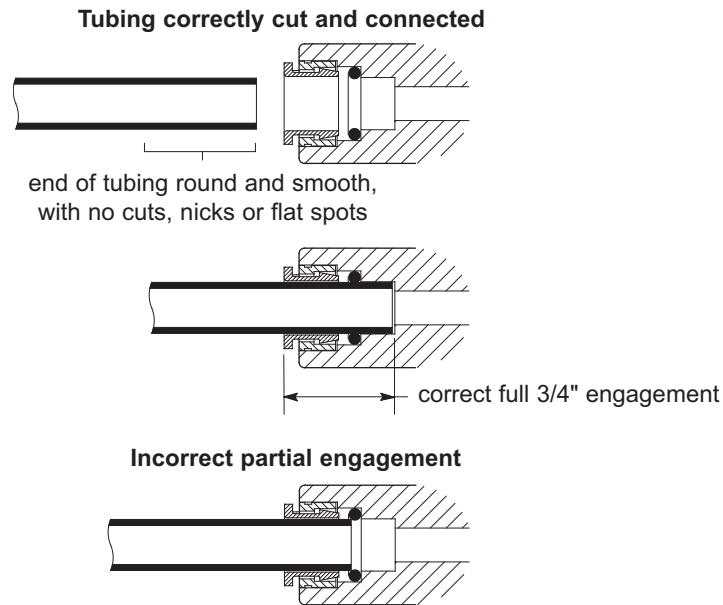 Tubing correctly cut and connected
end of tubing round and smooth,
with no cuts, nicks or flat spots
correct full 3/4" engagement
Incorrect partial engagement